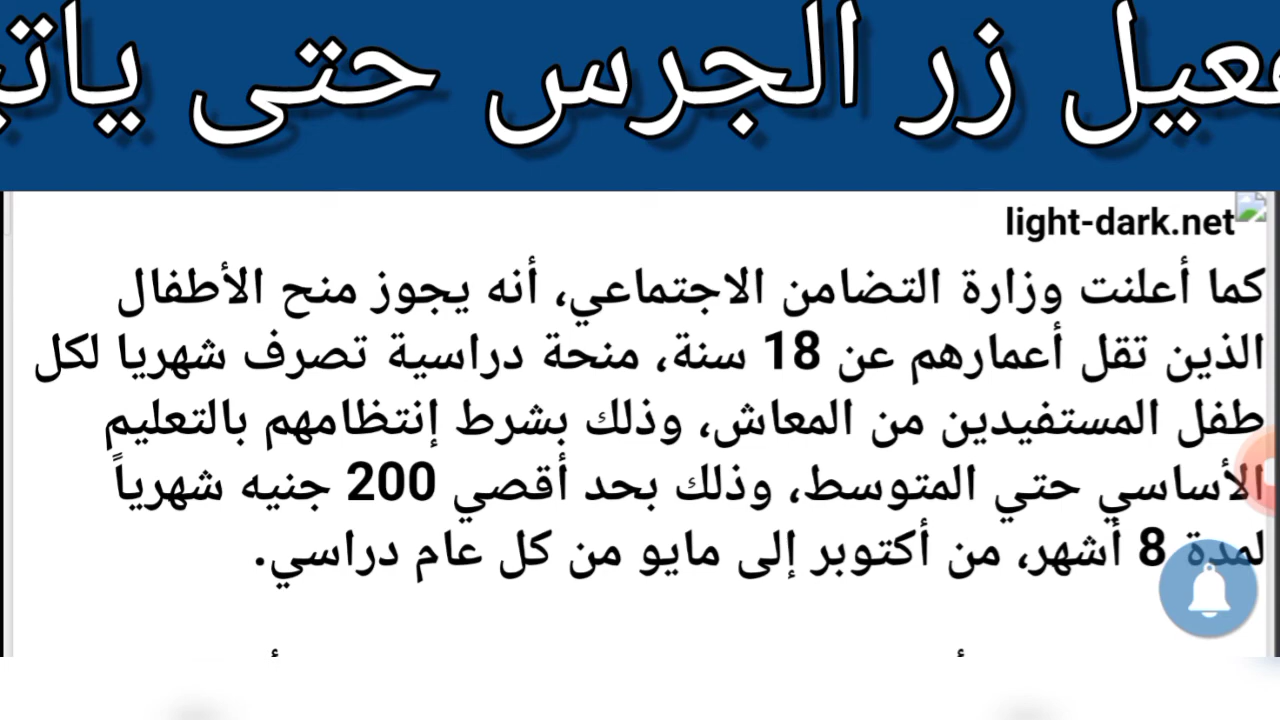 زر الجرس حتى
light-dark.net
كما أعلنت وزارة التضامن الاجتماعي، أنه يجوز منح الأطفال
الذين تقل أعمارهم عن 18 سنة، منحة دراسية تصرف شهريا لكل
طفل المستفيدين من المعاش، وذلك بشرط إنتظامهم بالتعليم
الأساسي حتي المتوسط، وذلك بحد أقصي 200 جنيه شهرياً
لمدة 8 أشهر، من أكتوبر إلى مايو من كل عام دراسي.